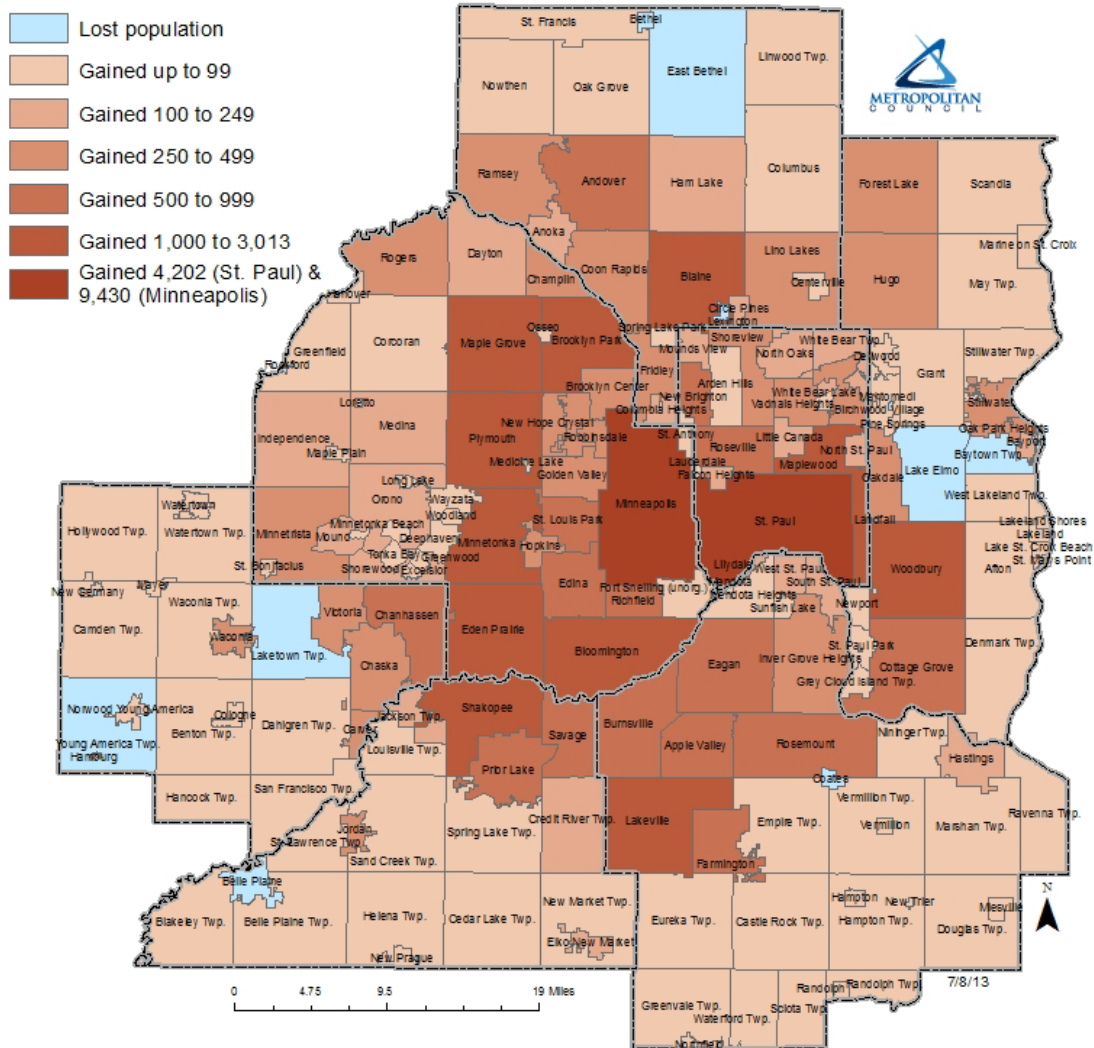 Lost population
Gained up to 99
Gained 100 to 249
Gained 250 to 499
Gained 500 to 999
Gained 1,000 to 3,013
Gained 4,202 (St. Paul) &
9,430 (Minneapolis)
METROPOLITAN
COUNCIL
St. Francis
Bethel
East Bethel
Linwood Twp.
Nowthen
Oak Grove
Ramsey
Andover
Ham Lake
Columbus
Forest Lake
Scandia
Anoka
Marine on St. Croix
Rogers
Dayton
Champlin
Coon Rapids
Blaine
Lino Lakes
Centerville
Hugo
May Twp.
Hanover
Circle Pines
Lexington
Greenfield
Rockford
Corcoran
Maple Grove
Osseo
Brooklyn Park
Spring Lake Park
Mounds View
Shoreview
North Oaks
White Bear Twp.
Dellwood
Grant
Stillwater Twp.
Fridley
Arden Hills
Brooklyn Center
New Brighton
White Bear Lake
Vadnais Heights
Mahtomedi
Birchwood Village
Pine Springs
Stillwater
Loretto
Columbia Heights
Medina
Plymouth
New Hope
Crystal
Robbinsdale
St. Anthony
Roseville
Little Canada
North St. Paul
Oak Park Heights
Bayport
Baytown Twp.
Independence
Maple Plain
Medicine Lake
Golden Valley
Lauderdale
Falcon Heights
Maplewood
Oakdale
Lake Elmo
Long Lake
Orono
Wayzata
Woodland
Minneapolis
St. Paul
West Lakeland Twp.
Watertown
Hollywood Twp.
Watertown Twp.
Minnetrista
Mound
Minnetonka Beach
Deephaven
Tonka Bay
Greenwood
Shorewood
Excelsior
Minnetonka
St. Louis Park
Hopkins
Landfall
Lakeland Shores
Lakeland
Lake St. Croix Beach
St. Marys Point
Afton
Woodbury
St. Bonifacius
Edina
Fort Snelling (unorg.)
Richfield
Lilydale
Mendota
Mendota Heights
West St. Paul
South St. Paul
Sunfish Lake
Newport
New Germany
Mayer
Waconia Twp.
Camden Twp.
Waconia
Laketown Twp.
Victoria
Chanhassen
Chaska
Eden Prairie
Bloomington
Eagan
Inver Grove Heights
St. Paul Park
Grey Cloud Island Twp.
Cottage Grove
Denmark Twp.
Norwood Young America
Young America Twp.
Hamburg
Benton Twp.
Cologne
Dahlgren Twp.
Carver
Jackson Twp.
Louisville Twp.
Shakopee
Prior Lake
Savage
Burnsville
Apple Valley
Rosemount
Nininger Twp.
Hastings
Coates
Hancock Twp.
San Francisco Twp.
Jordan
St. Lawrence Twp.
Sand Creek Twp.
Spring Lake Twp.
Credit River Twp.
Lakeville
Farmington
Empire Twp.
Vermillion Twp.
Vermillion
Marshan Twp.
Ravenna Twp.
Belle Plaine
Blakeley Twp.
Belle Plaine Twp.
Helena Twp.
New Prague
Cedar Lake Twp.
New Market Twp.
Elko New Market
Eureka Twp.
Castle Rock Twp.
Hampton
Hampton Twp.
New Trier
Miesville
Douglas Twp.
N
Greenvale Twp.
Waterford Twp.
Northfield
Sciota Twp.
Randolph
Randolph Twp.
7/8/13
0 4.75 9.5 19 Miles